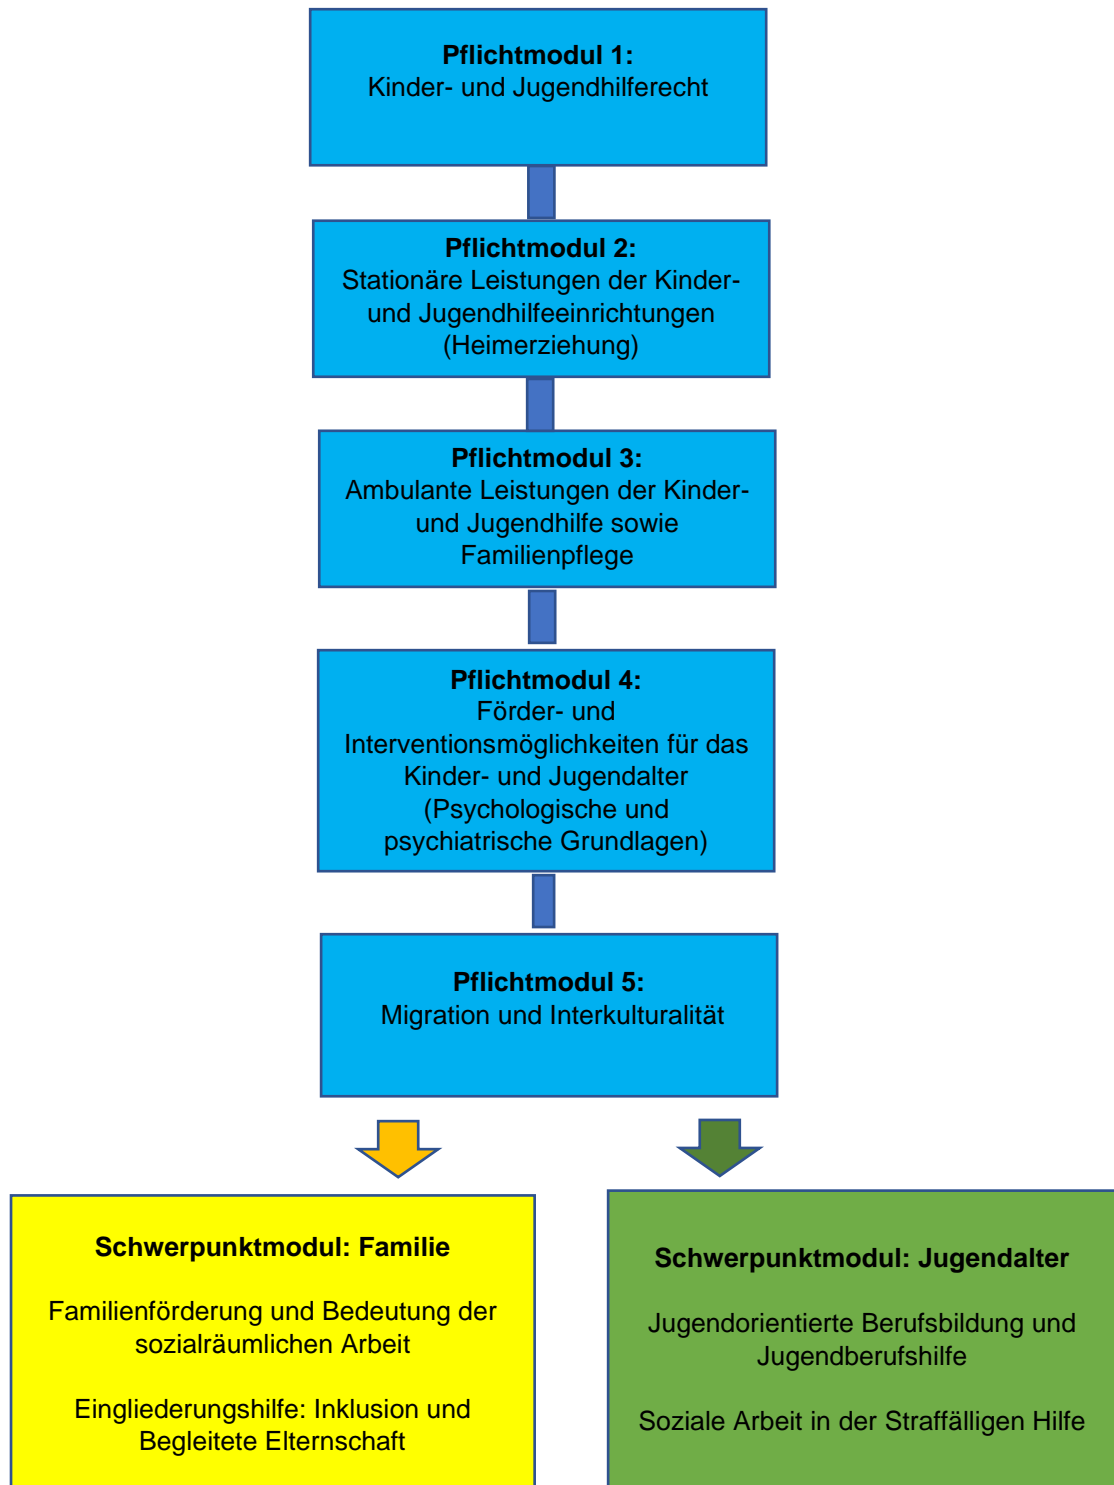 Pflichtmodul 1:
Kinder- und Jugendhilferecht
Pflichtmodul 2:
Stationäre Leistungen der Kinder-
und Jugendhilfeeinrichtungen
(Heimerziehung)
Pflichtmodul 3:
Ambulante Leistungen der Kinder-
und Jugendhilfe sowie
Familienpflege
Pflichtmodul 4:
Förder- und
Interventionsmöglichkeiten für das
Kinder- und Jugendalter
(Psychologische und
psychiatrische Grundlagen)
Pflichtmodul 5:
Migration und Interkulturalität
Schwerpunktmodul: Familie
Familienförderung und Bedeutung der
sozialräumlichen Arbeit
Eingliederungshilfe: Inklusion und
Begleitete Elternschaft
Schwerpunktmodul: Jugendalter
Jugendorientierte Berufsbildung und
Jugendberufshilfe
Soziale Arbeit in der Straffälligen Hilfe